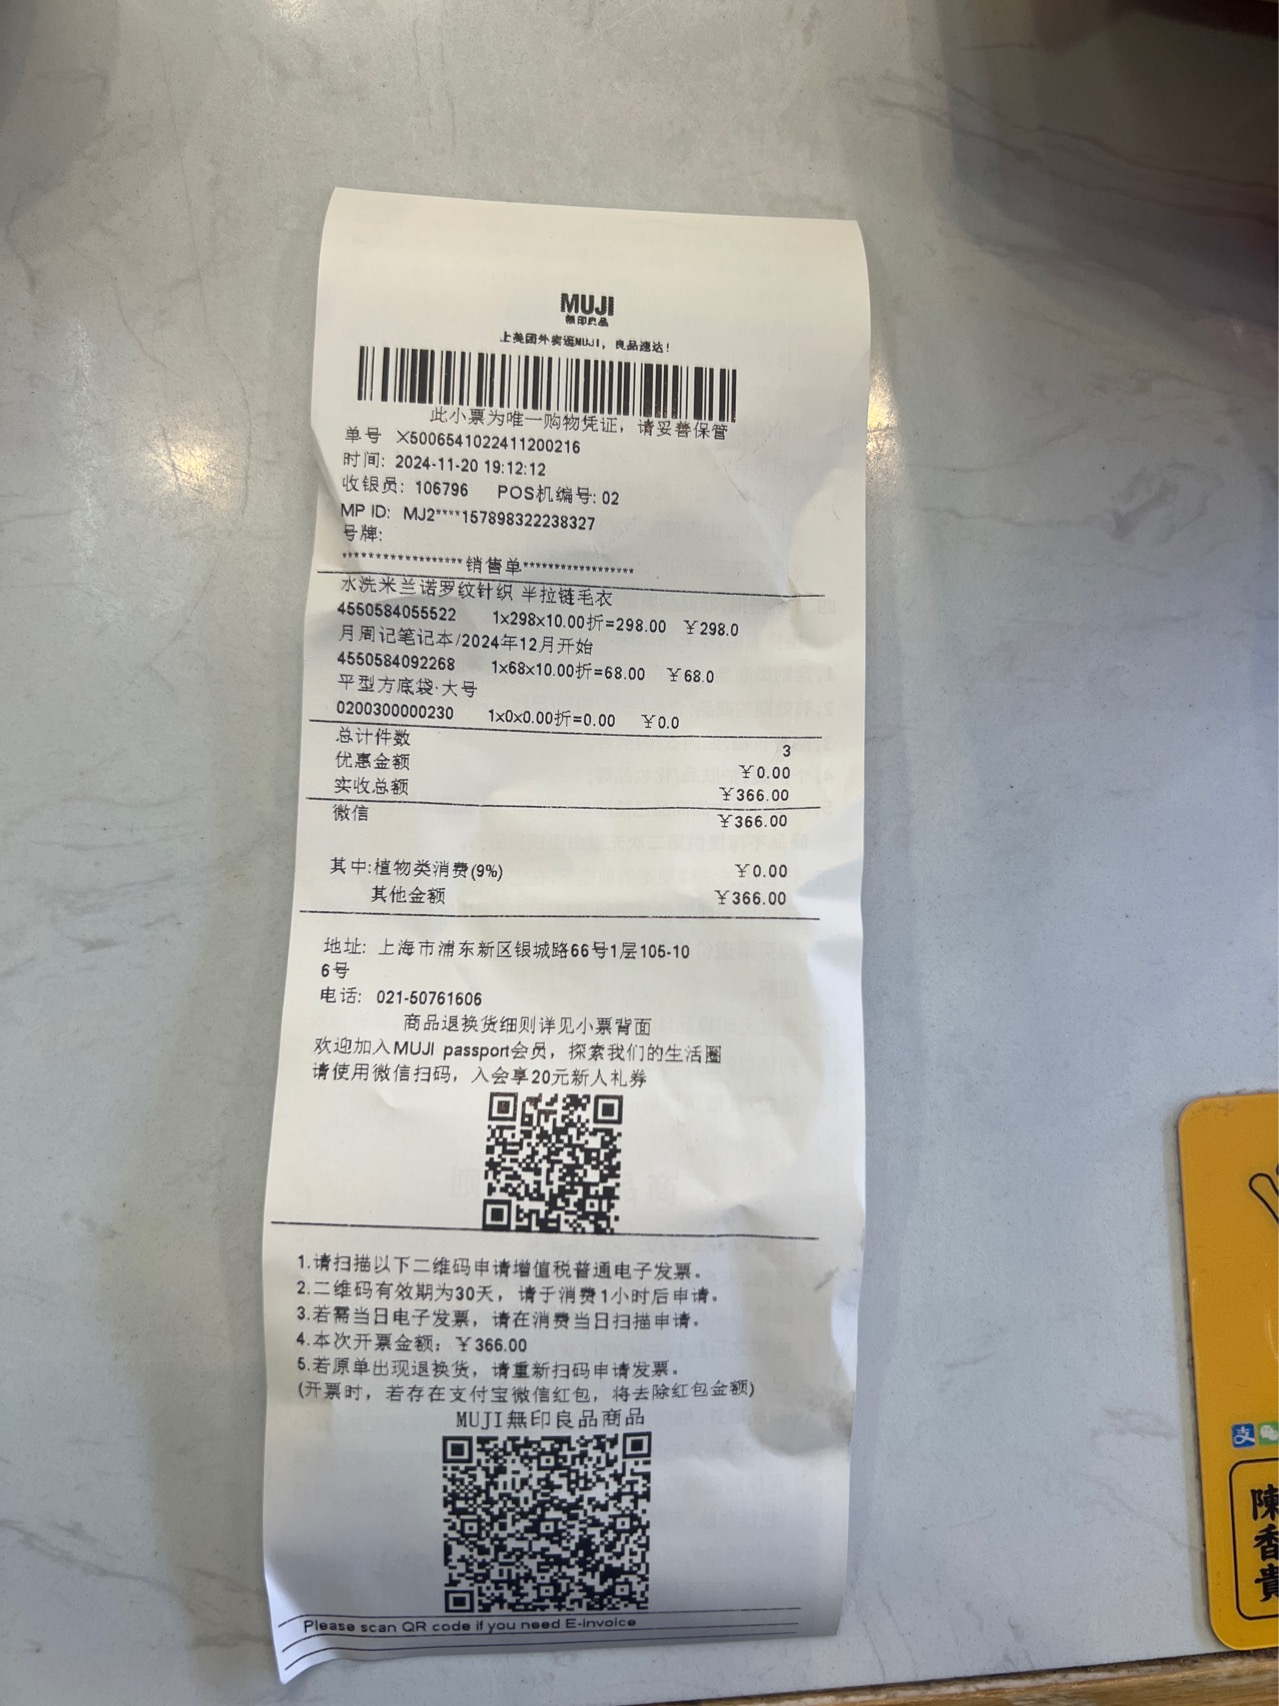 MUJI
無印良品
上美团外卖逛MUJI，良品速达！
此小票为唯一购物凭证，请妥善保管
单号 X5006541022411200216
时间: 2024-11-20 19:12:12
收银员: 106796 POS机编号: 02
MP ID: MJ2****157898322238327
号牌:
******************销售单*****************
水洗米兰诺罗纹针织 半拉链毛衣
4550584055522 1x298x10.00折=298.00 ￥298.0
月周记笔记本/2024年12月开始
4550584092268 1x68x10.00折=68.00 ￥68.0
平型方底袋·大号
0200300000230 1x0x0.00折=0.00 ￥0.0
总计件数 3
优惠金额 ￥0.00
实收总额 ￥366.00
微信 ￥366.00
其中:植物类消费(9%) ￥0.00
其他金额 ￥366.00
地址: 上海市浦东新区银城路66号1层105-10
6号
电话: 021-50761606
商品退换货细则详见小票背面
欢迎加入MUJI passport会员，探索我们的生活圈
请使用微信扫码，入会享20元新人礼券
1.请扫描以下二维码申请增值税普通电子发票。
2.二维码有效期为30天，请于消费1小时后申请。
3.若需当日电子发票，请在消费当日扫描申请。
4.本次开票金额: ￥366.00
5.若原单出现退换货，请重新扫码申请发票。
(开票时，若存在支付宝微信红包，将去除红包金额)
MUJI無印良品商品
Please scan QR code if you need E-invoice
支
陳
香
貴